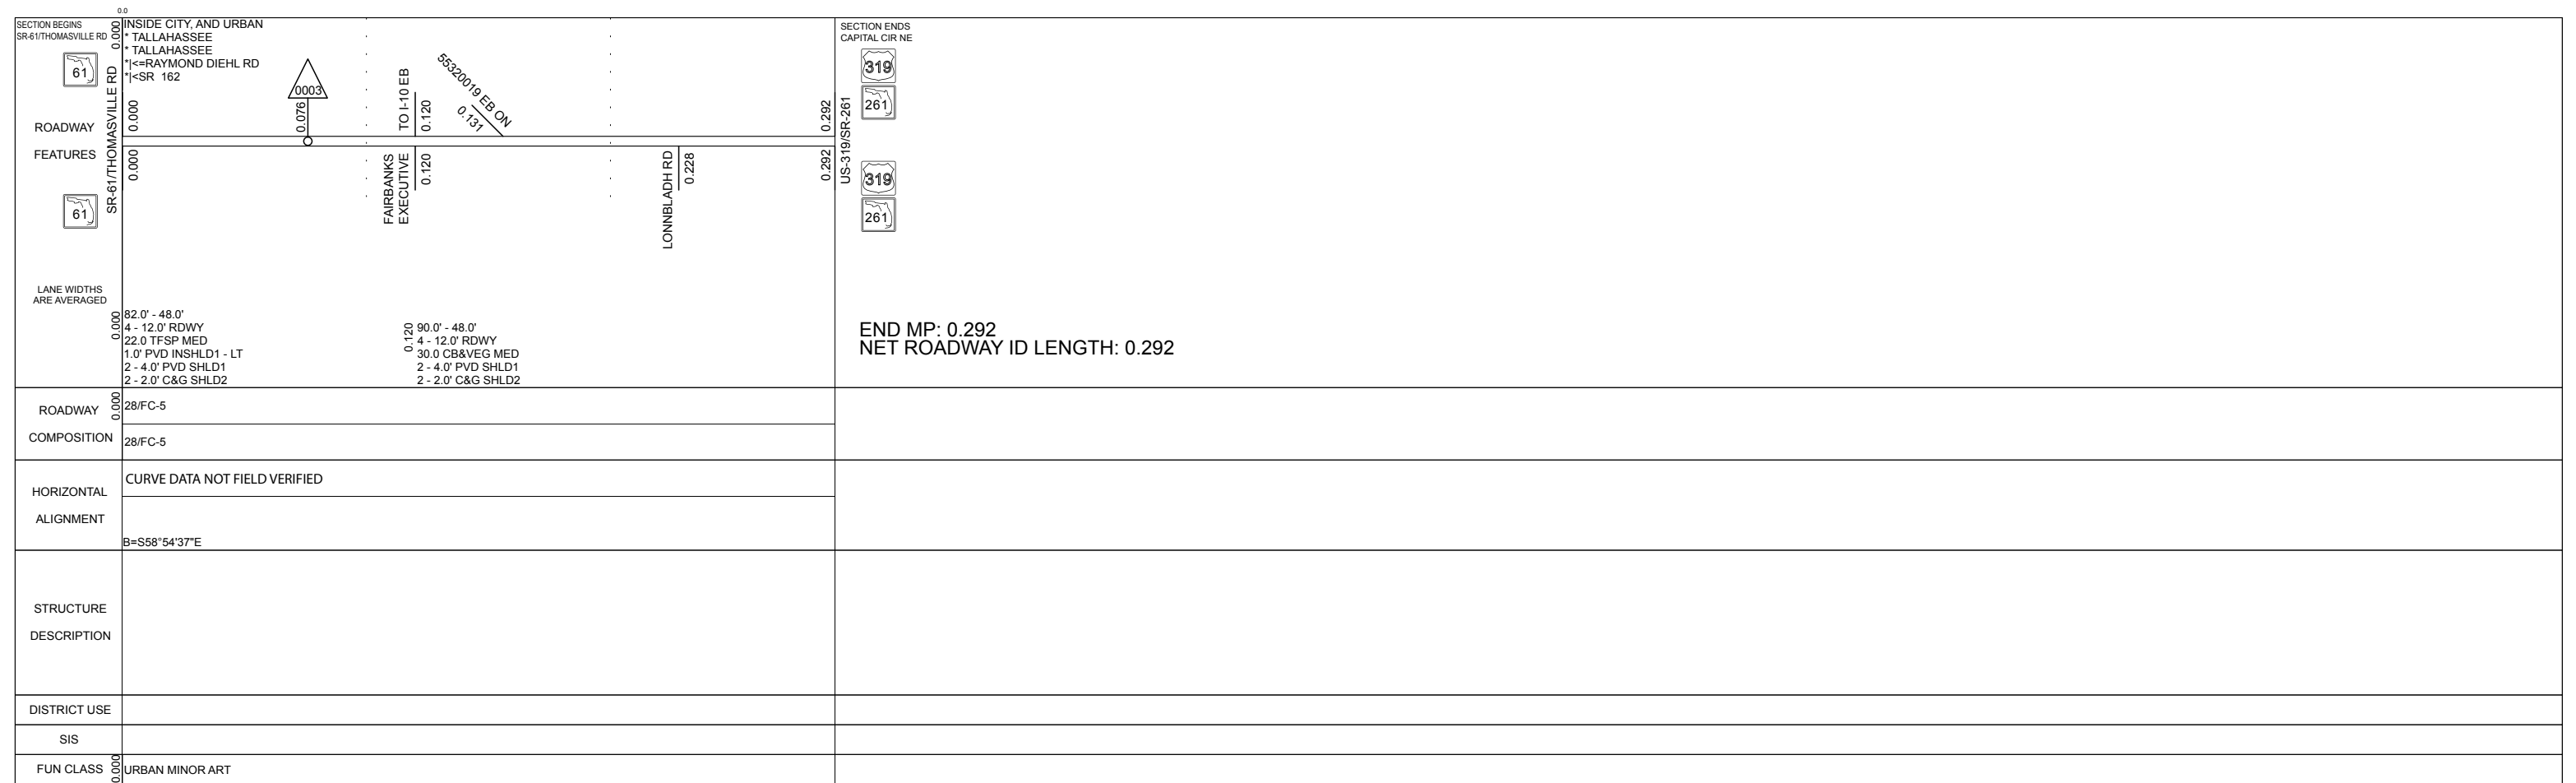 0.0
SECTION BEGINS
SR-61/THOMASVILLE RD
61
ROADWAY
FEATURES
61
SR-61/THOMASVILLE RD
0.000
INSIDE CITY, AND URBAN
* TALLAHASSEE
* TALLAHASSEE
*|<=RAYMOND DIEHL RD
*|<SR 162
0.000
0.000
0003
0.076
TO I-10 EB
0.120
55320019 EB ON
0.131
FAIRBANKS
EXECUTIVE
0.120
LONNBLADH RD
0.228
0.292
0.292
US-319/SR-261
SECTION ENDS
CAPITAL CIR NE
319
261
319
261
LANE WIDTHS
ARE AVERAGED
0.000
82.0' - 48.0'
4 - 12.0' RDWY
22.0 TFSP MED
1.0' PVD INSHLD1 - LT
2 - 4.0' PVD SHLD1
2 - 2.0' C&G SHLD2
0.120
90.0' - 48.0'
4 - 12.0' RDWY
30.0 CB&VEG MED
2 - 4.0' PVD SHLD1
2 - 2.0' C&G SHLD2
END MP: 0.292
NET ROADWAY ID LENGTH: 0.292
ROADWAY
COMPOSITION
0.000
28/FC-5
28/FC-5
HORIZONTAL
ALIGNMENT
CURVE DATA NOT FIELD VERIFIED
B=S58°54'37"E
STRUCTURE
DESCRIPTION
DISTRICT USE
SIS
FUN CLASS
0.000
URBAN MINOR ART